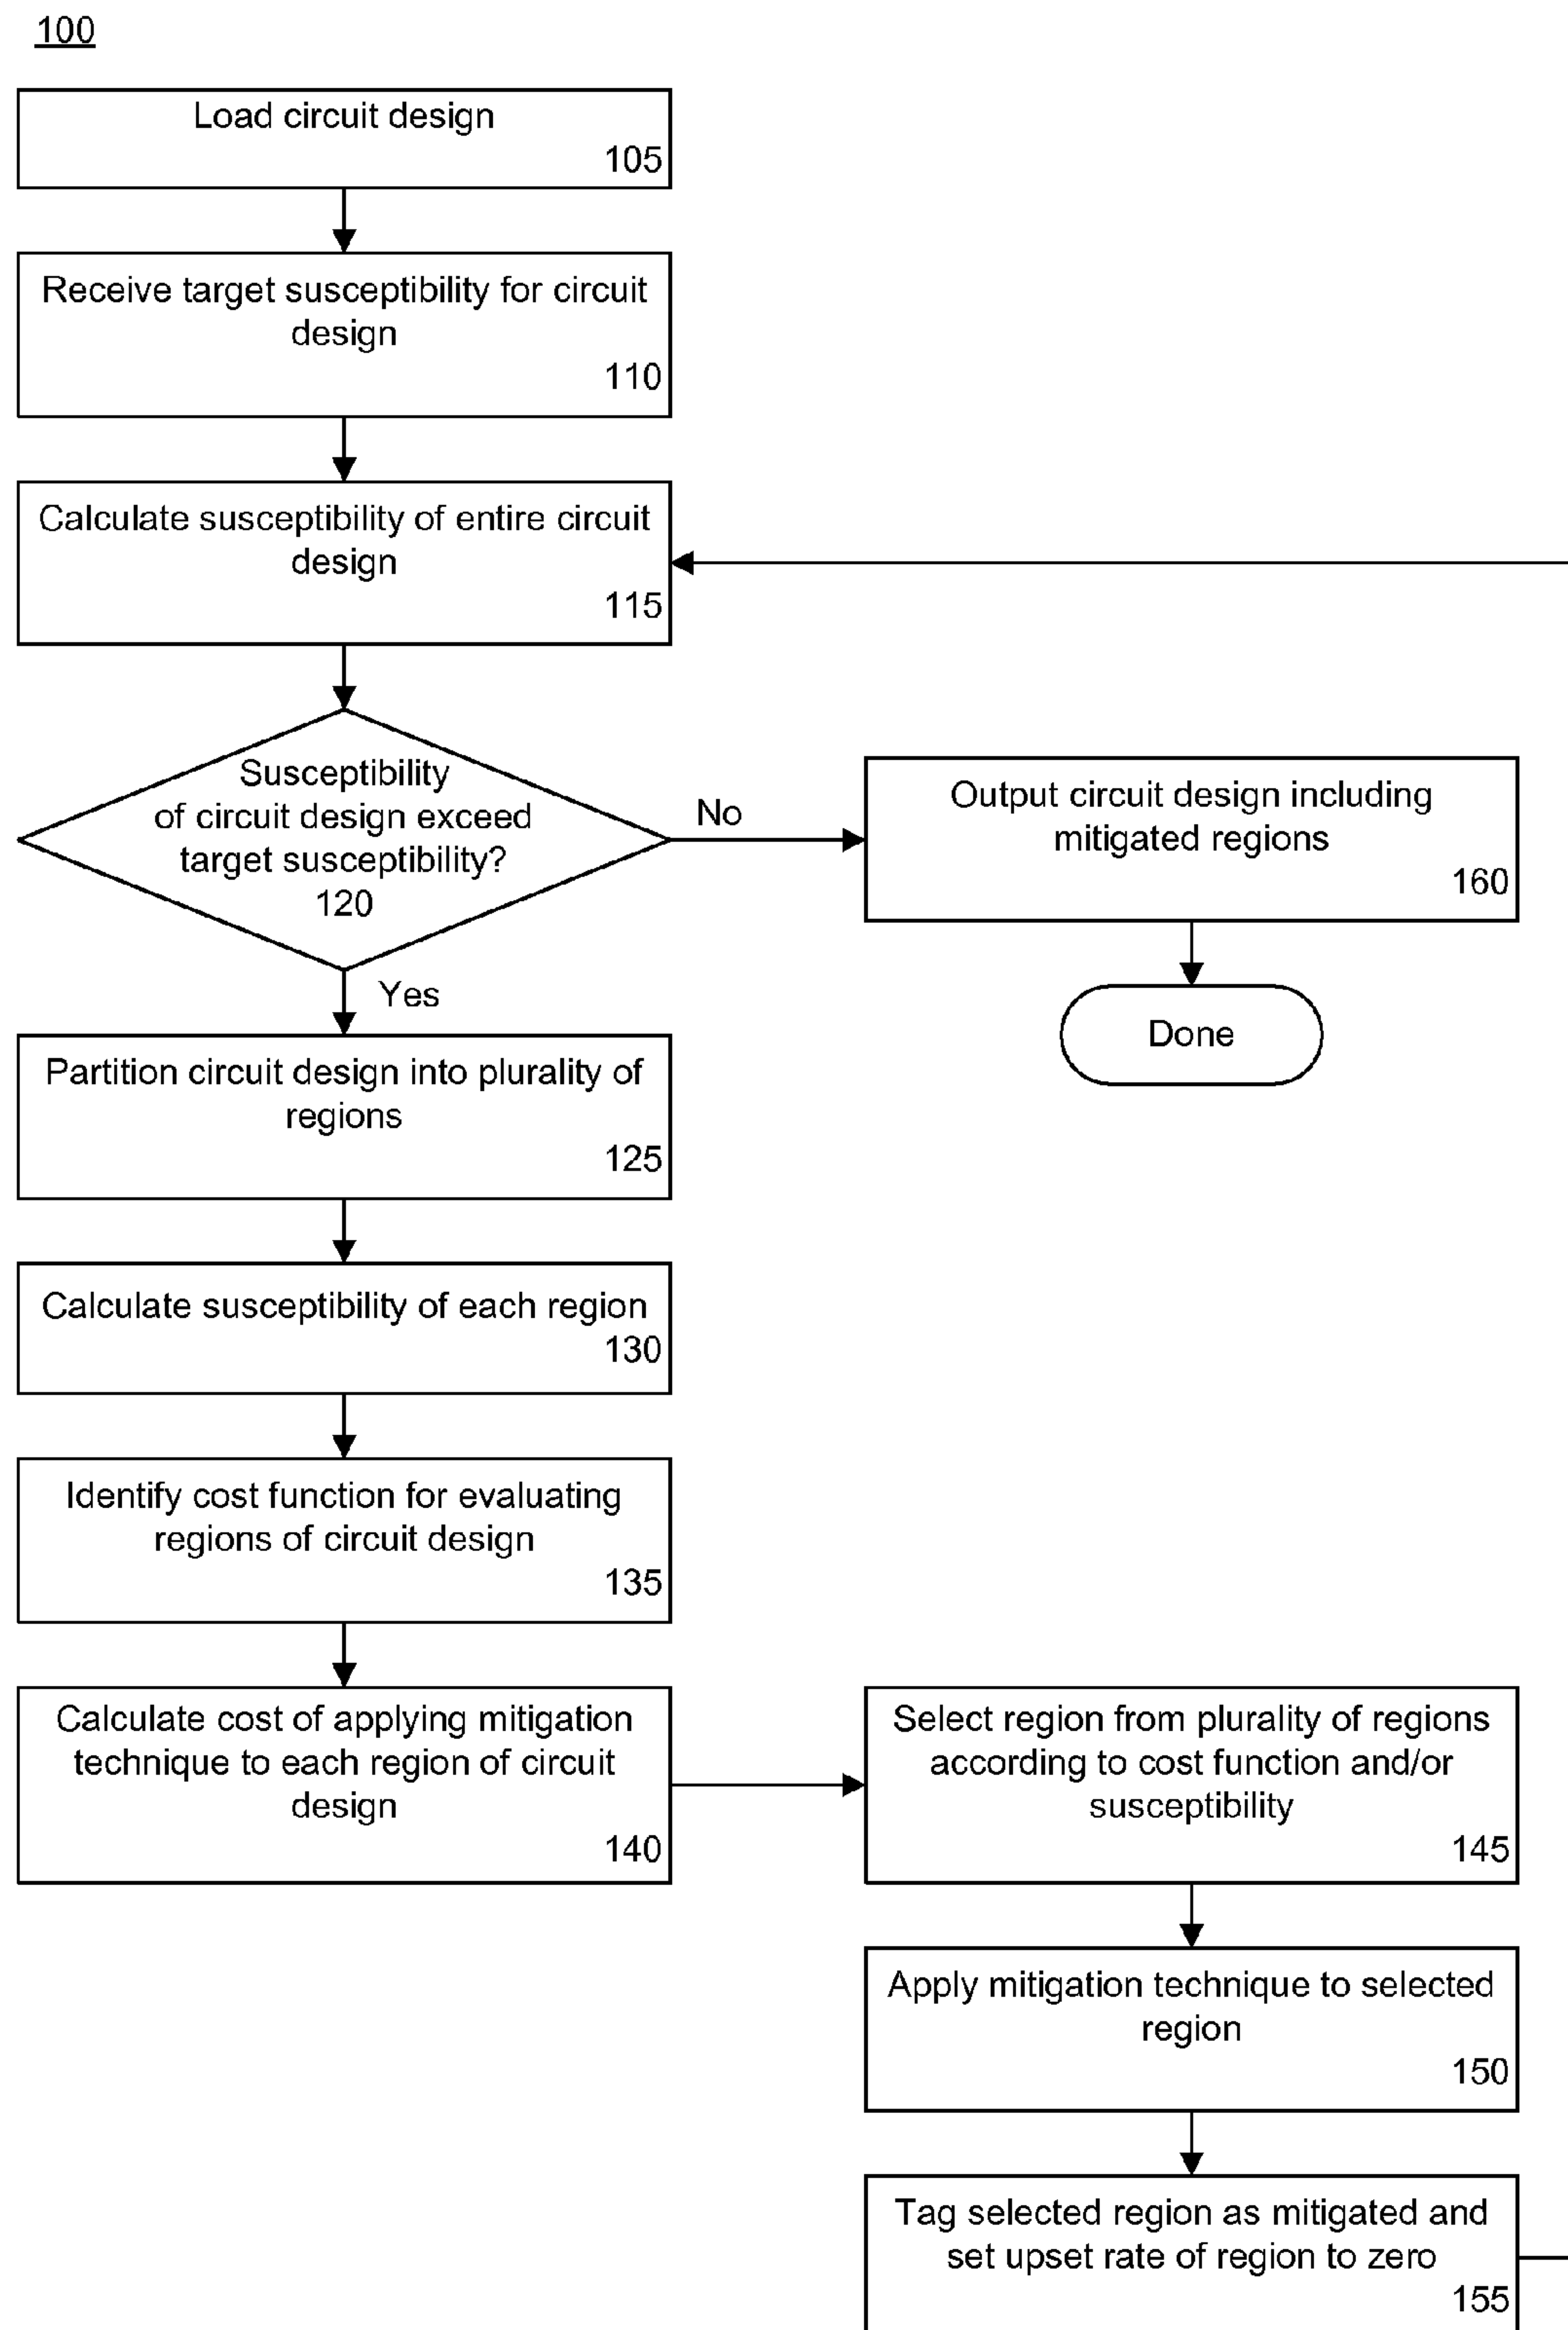 100
Load circuit design
105
Receive target susceptibility for circuit
design
110
Calculate susceptibility of entire circuit
design
115
Susceptibility
of circuit design exceed
target susceptibility?
120
No
Output circuit design including
mitigated regions
160
Done
Yes
Partition circuit design into plurality of
regions
125
Calculate susceptibility of each region
130
Identify cost function for evaluating
regions of circuit design
135
Calculate cost of applying mitigation
technique to each region of circuit
design
140
Select region from plurality of regions
according to cost function and/or
susceptibility
145
Apply mitigation technique to selected
region
150
Tag selected region as mitigated and
set upset rate of region to zero
155